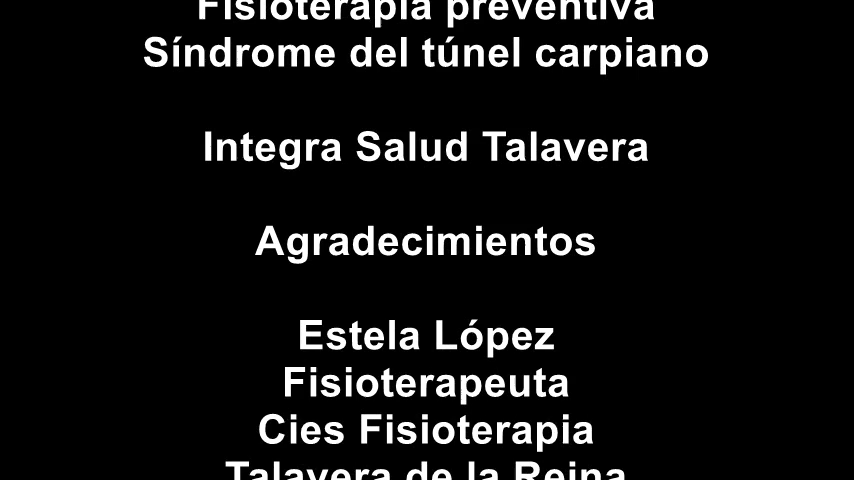 Fisioterapia preventiva
Síndrome del túnel carpiano
Integra Salud Talavera
Agradecimientos
Estela López
Fisioterapeuta
Cies Fisioterapia
Talavera de la Reina